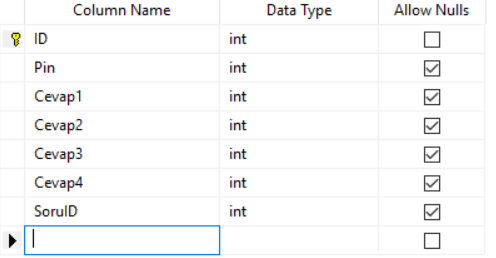 Column Name Data Type Allow Nulls
ID int
Pin int
Cevap1 int
Cevap2 int
Cevap3 int
Cevap4 int
SoruID int